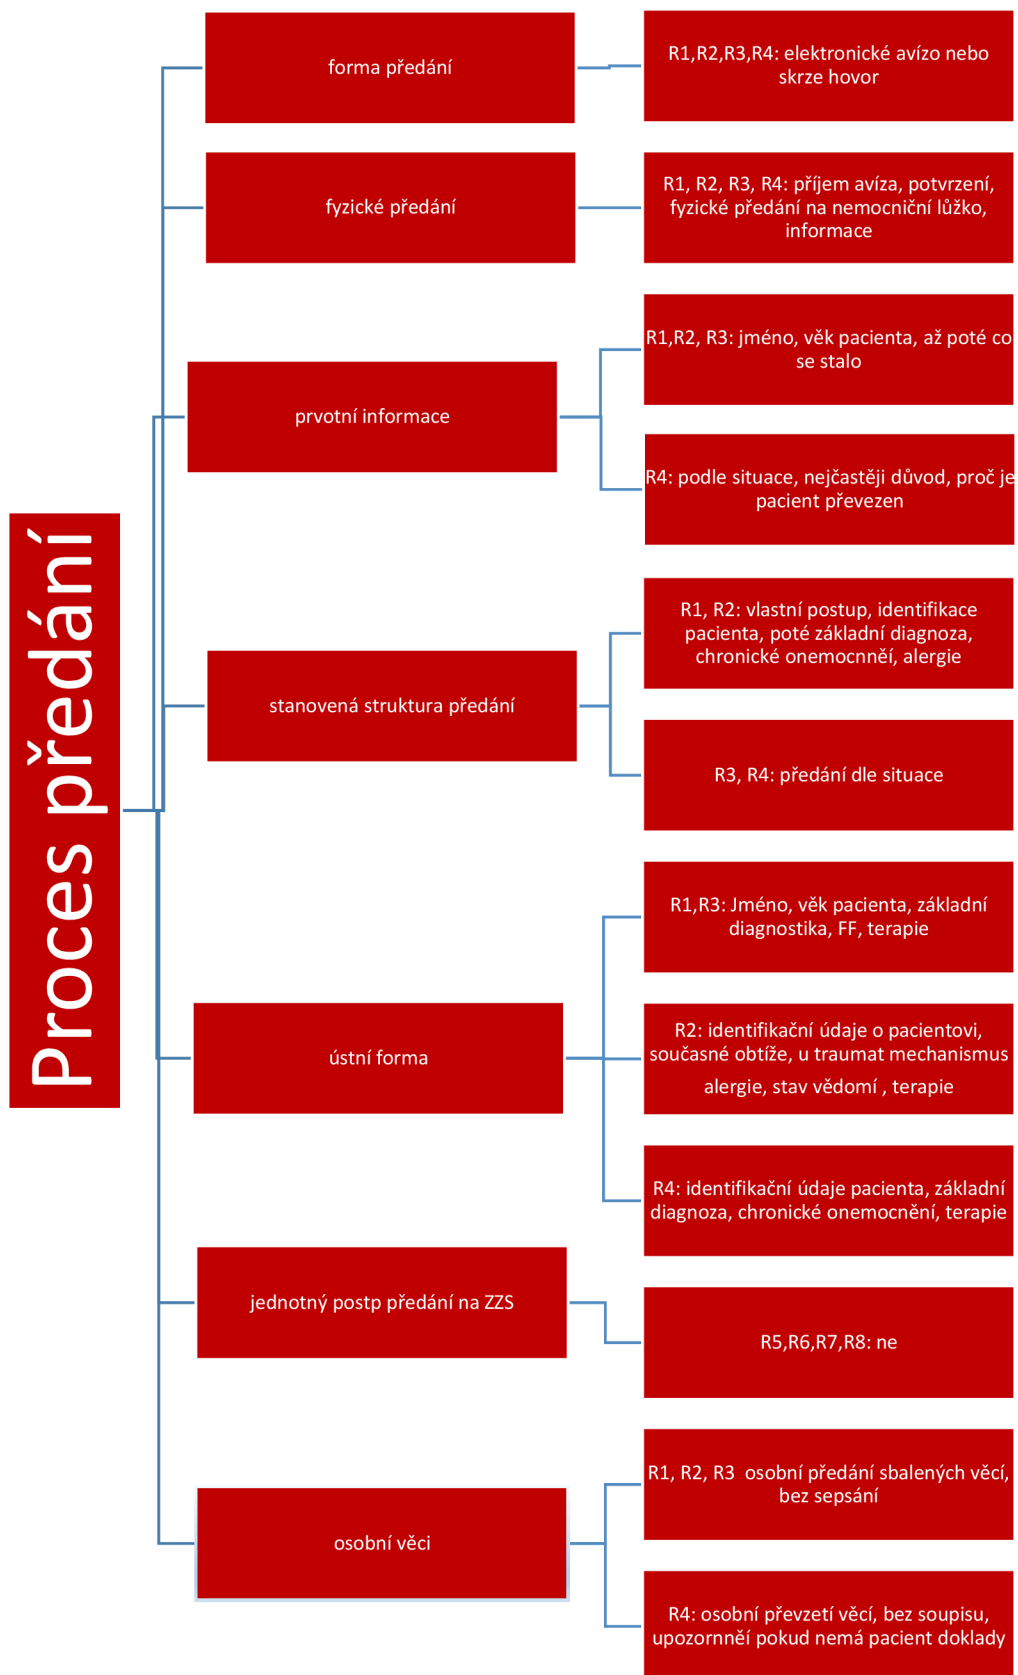 Proces předání
forma předání
R1,R2,R3,R4: elektronické avízo nebo
skrze hovor
fyzické předání
R1, R2, R3, R4: příjem avíza, potvrzení,
fyzické předání na nemocniční lůžko,
informace
prvotní informace
R1,R2, R3: jméno, věk pacienta, až poté co
se stalo
R4: podle situace, nejčastěji důvod, proč je
pacient převezen
stanovená struktura předání
R1, R2: vlastní postup, identifikace
pacienta, poté základní diagnoza,
chronické onemocnněí, alergie
R3, R4: předání dle situace
ústní forma
R1,R3: Jméno, věk pacienta, základní
diagnostika, FF, terapie
R2: identifikační údaje o pacientovi,
současné obtíže, u traumat mechanismus
alergie, stav vědomí , terapie
R4: identifikační údaje pacienta, základní
diagnoza, chronické onemocnění, terapie
jednotný postp předání na ZZS
R5,R6,R7,R8: ne
osobní věci
R1, R2, R3  osobní předání sbalených věcí,
bez sepsání
R4: osobní převzetí věcí, bez soupisu,
upozornněí pokud nemá pacient doklady